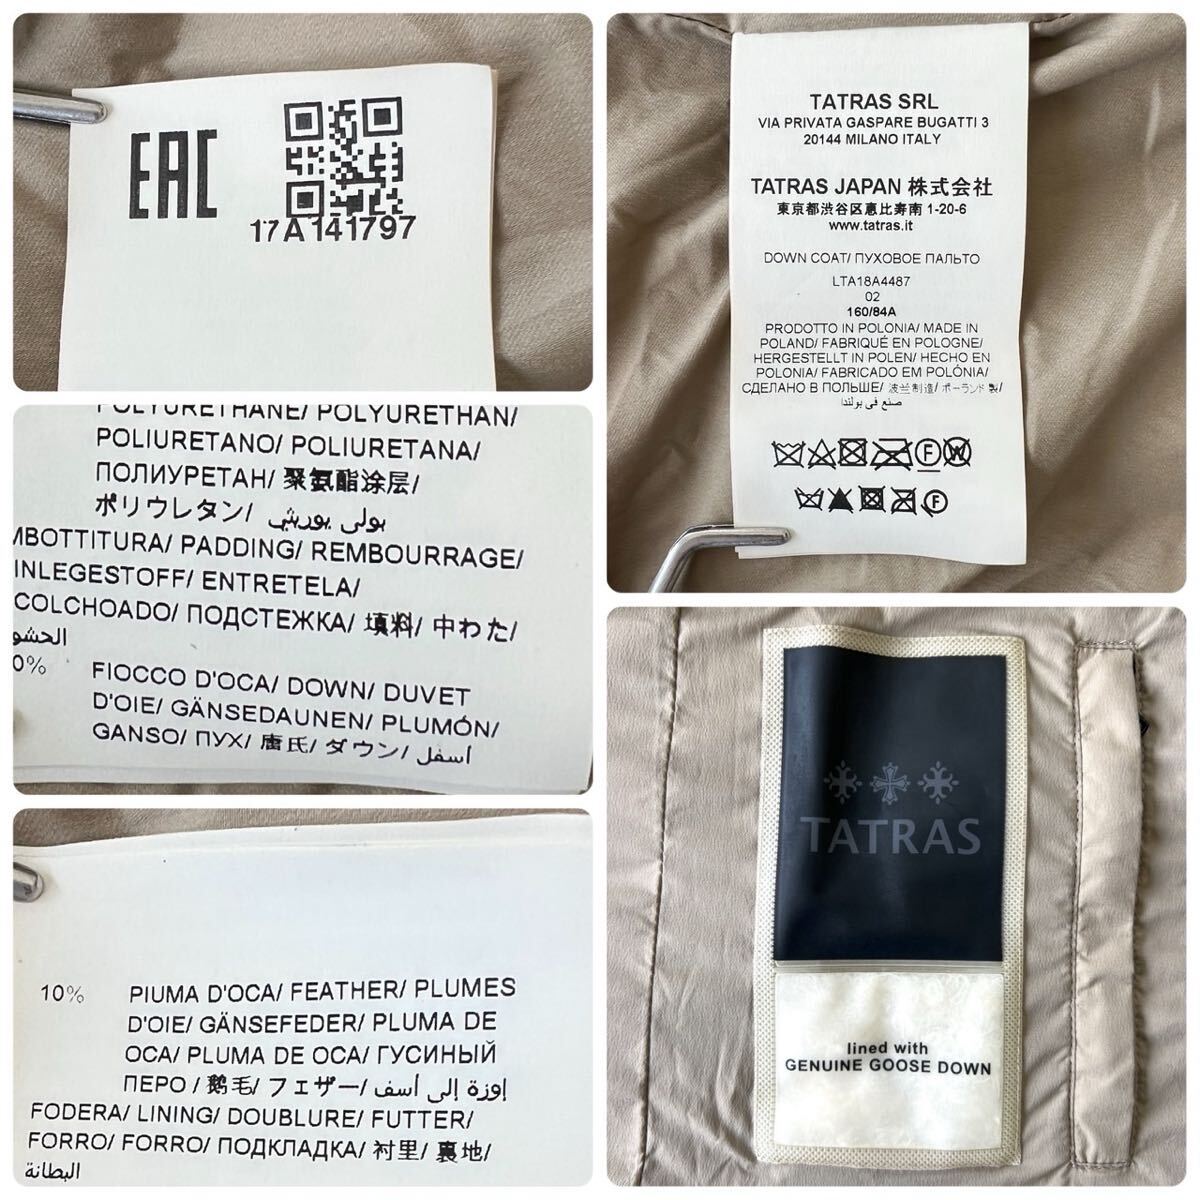 EAC
17A141797
POLYURETHANE/ POLYURETHAN/
POLIURETANO/ POLIURETANA/
ПОЛИУРЕТАН/ 聚氨酯涂层/
ポリウレタン/ بولي يوريثي
MBOTTITURA/ PADDING/ REMBOURRAGE/
INLEGESTOFF/ ENTRETELA/
COLCHOADO/ ПОДСТЕЖКА/ 填料/ 中わた/
الحشو
0% FIOCCO D'OCA/ DOWN/ DUVET
D'OIE/ GÄNSEDAUNEN/ PLUMÓN/
GANSO/ ПУХ/ 唐氏/ ダウン/ أسفل
10% PIUMA D'OCA/ FEATHER/ PLUMES
D'OIE/ GÄNSEFEDER/ PLUMA DE
OCA/ PLUMA DE OCA/ ГУСИНЫЙ
ПЕРО / 鹅毛/ フェザー/ اوزة إلى أسف
FODERA/ LINING/ DOUBLURE/ FUTTER/
FORRO/ FORRO/ ПОДКЛАДКА/ 衬里/ 裏地/
البطانة
TATRAS SRL
VIA PRIVATA GASPARE BUGATTI 3
20144 MILANO ITALY
TATRAS JAPAN 株式会社
東京都渋谷区恵比寿南 1-20-6
www.tatras.it
DOWN COAT/ ПУХОВОЕ ПАЛЬТО
LTA18A4487
02
160/84A
PRODOTTO IN POLONIA/ MADE IN
POLAND/ FABRIQUÉ EN POLOGNE/
HERGESTELLT IN POLEN/ HECHO EN
POLONIA/ FABRICADO EM POLÓNIA/
СДЕЛАНО В ПОЛЬШЕ/ 波兰制造/ ポーランド製/
صنع في بولندا
F W
F
TATRAS
lined with
GENUINE GOOSE DOWN